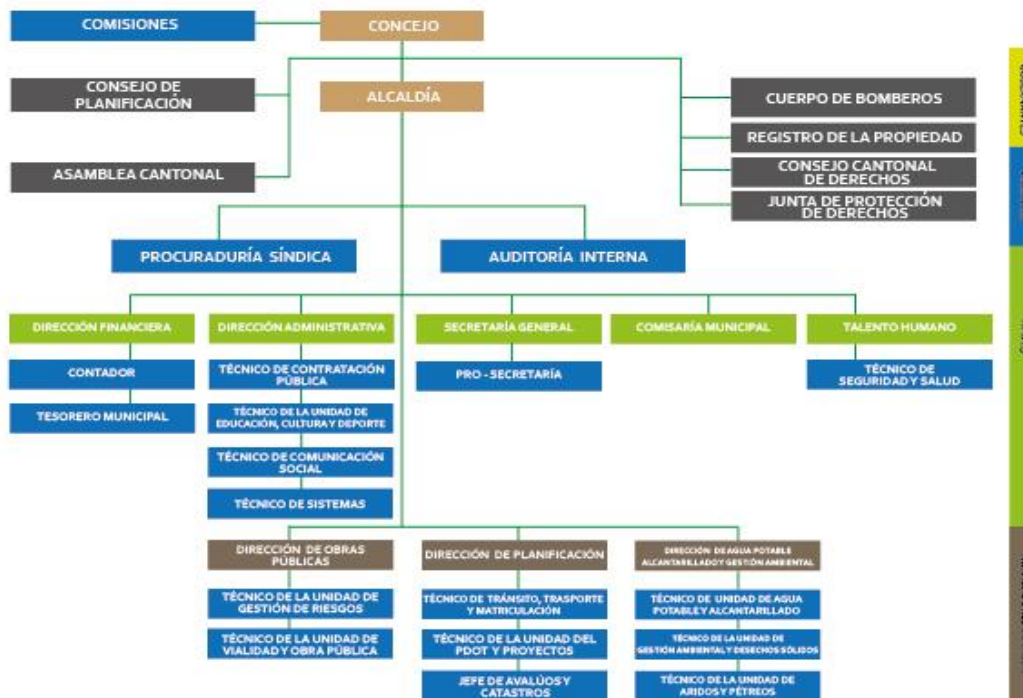 COMISIONES
CONCEJO
CONSEJO DE
PLANIFICACIÓN
ALCALDÍA
CUERPO DE BOMBEROS
REGISTRO DE LA PROPIEDAD
ASAMBLEA CANTONAL
CONSEJO CANTONAL
DE DERECHOS
JUNTA DE PROTECCIÓN
DE DERECHOS
PROCURADURÍA SÍNDICA
AUDITORÍA INTERNA
DIRECCIÓN FINANCIERA
DIRECCIÓN ADMINISTRATIVA
SECRETARÍA GENERAL
COMISARÍA MUNICIPAL
TALENTO HUMANO
CONTADOR
TÉCNICO DE CONTRATACIÓN
PÚBLICA
PRO - SECRETARÍA
TÉCNICO DE
SEGURIDAD Y SALUD
TESORERO MUNICIPAL
TÉCNICO DE LA UNIDAD DE
EDUCACIÓN, CULTURA Y DEPORTE
TÉCNICO DE COMUNICACIÓN
SOCIAL
TÉCNICO DE SISTEMAS
DIRECCIÓN DE OBRAS
PÚBLICAS
DIRECCIÓN DE PLANIFICACIÓN
DIRECCIÓN DE AGUA POTABLE
ALCANTARILLADO Y GESTIÓN AMBIENTAL
TÉCNICO DE LA UNIDAD DE
GESTIÓN DE RIESGOS
TÉCNICO DE TRÁNSITO, TRASPORTE
Y MATRICULACIÓN
TÉCNICO DE UNIDAD DE AGUA
POTABLE Y ALCANTARILLADO
TÉCNICO DE LA UNIDAD DE
VIALIDAD Y OBRA PÚBLICA
TÉCNICO DE LA UNIDAD DEL
PDOT Y PROYECTOS
TÉCNICO DE LA UNIDAD DE
GESTIÓN AMBIENTAL Y DESECHOS SÓLIDOS
JEFE DE AVALÚOS Y
CATASTROS
TÉCNICO DE LA UNIDAD DE
ARIDOS Y PÉTREOS